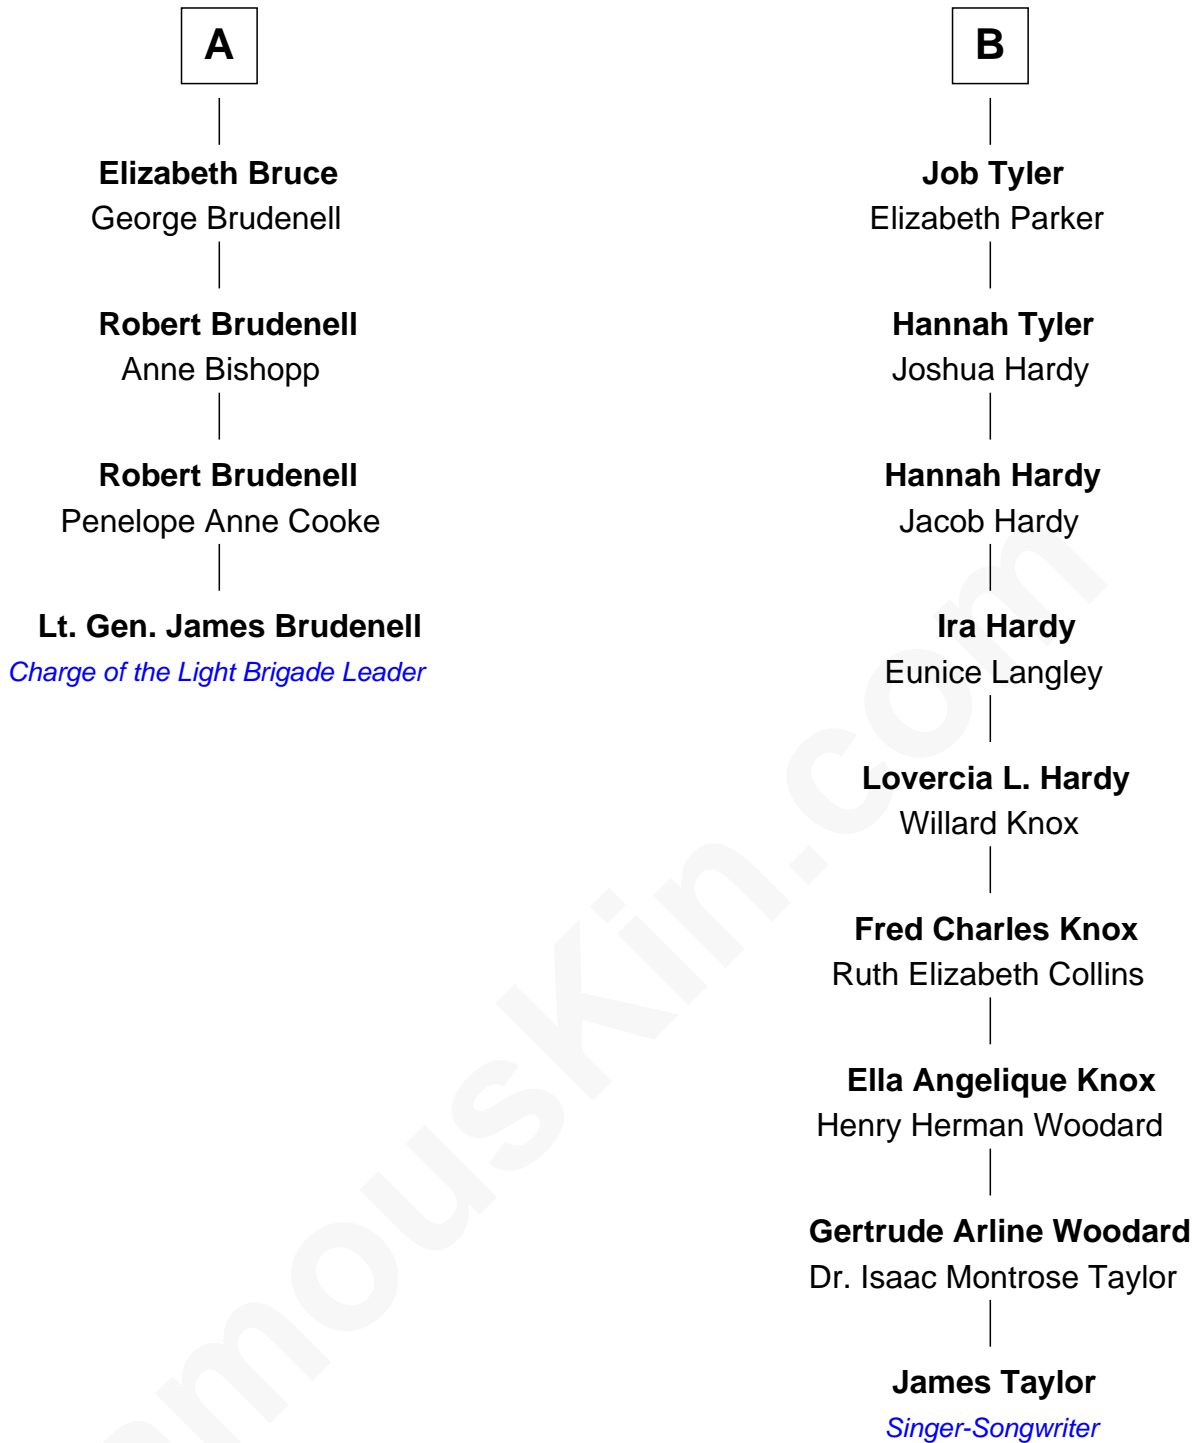 A
Elizabeth Bruce
George Brudenell
Robert Brudenell
Anne Bishopp
Robert Brudenell
Penelope Anne Cooke
Lt. Gen. James Brudenell
Charge of the Light Brigade Leader
B
Job Tyler
Elizabeth Parker
Hannah Tyler
Joshua Hardy
Hannah Hardy
Jacob Hardy
Ira Hardy
Eunice Langley
Lovercia L. Hardy
Willard Knox
Fred Charles Knox
Ruth Elizabeth Collins
Ella Angelique Knox
Henry Herman Woodard
Gertrude Arline Woodard
Dr. Isaac Montrose Taylor
James Taylor
Singer-Songwriter
amouskin.com